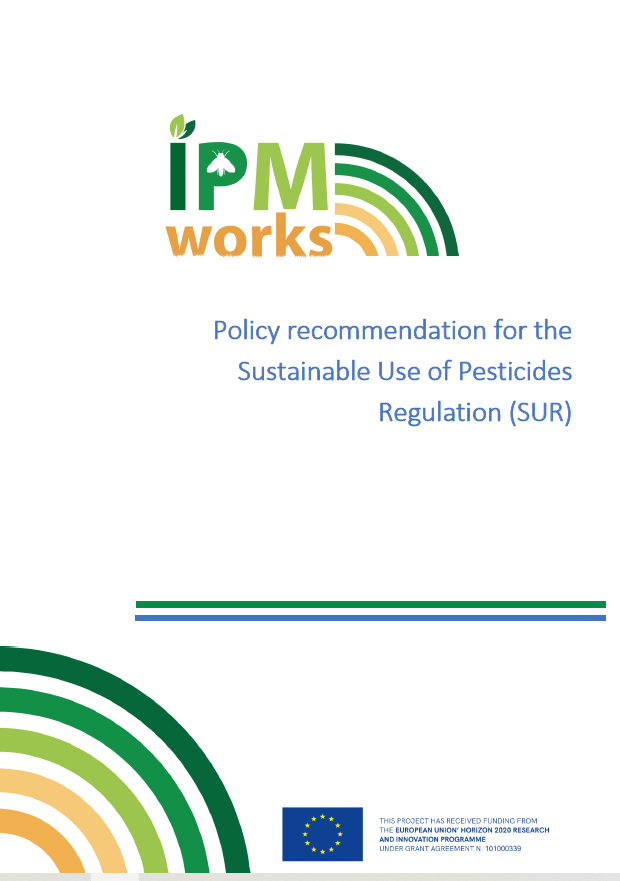 iPM
works
Policy recommendation for the
Sustainable Use of Pesticides
Regulation (SUR)
THIS PROJECT HAS RECEIVED FUNDING FROM
THE EUROPEAN UNION' HORIZON 2020 RESEARCH
AND INNOVATION PROGRAMME
UNDER GRANT AGREEMENT N. 101000339